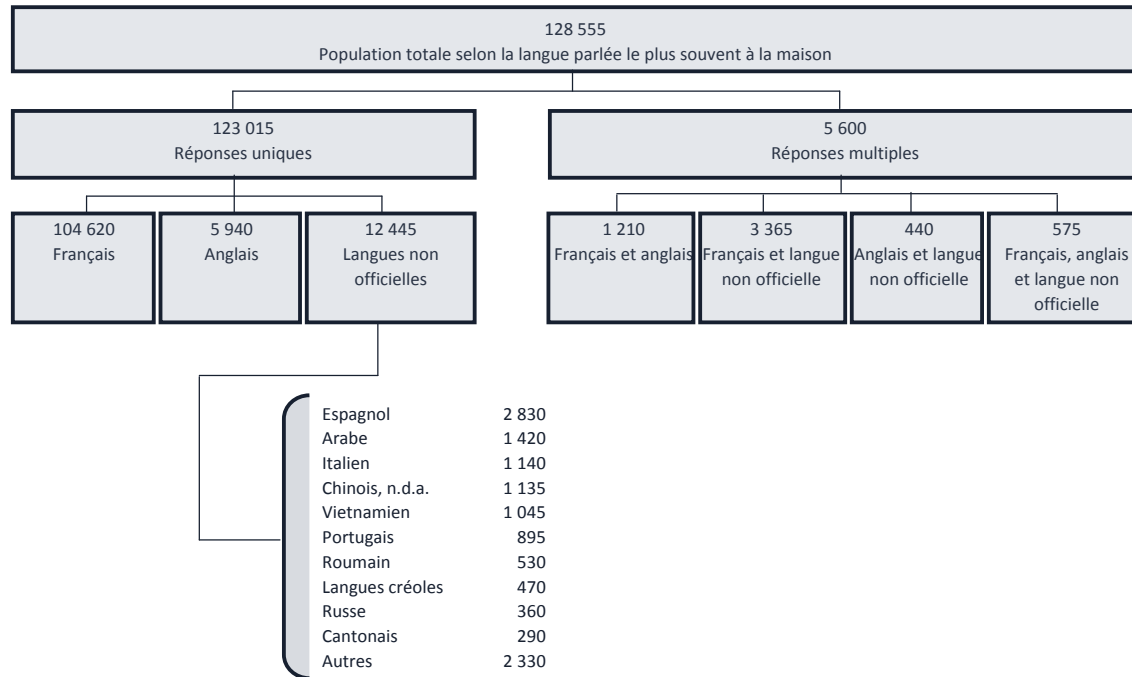 128 555
Population totale selon la langue parlée le plus souvent à la maison
123 015
Réponses uniques
5 600
Réponses multiples
104 620
Français
5 940
Anglais
12 445
Langues non
officielles
1 210
Français et anglais
3 365
Français et langue
non officielle
440
Anglais et langue
non officielle
575
Français, anglais
et langue non
officielle
Espagnol 2 830
Arabe 1 420
Italien 1 140
Chinois, n.d.a. 1 135
Vietnamien 1 045
Portugais 895
Roumain 530
Langues créoles 470
Russe 360
Cantonais 290
Autres 2 330